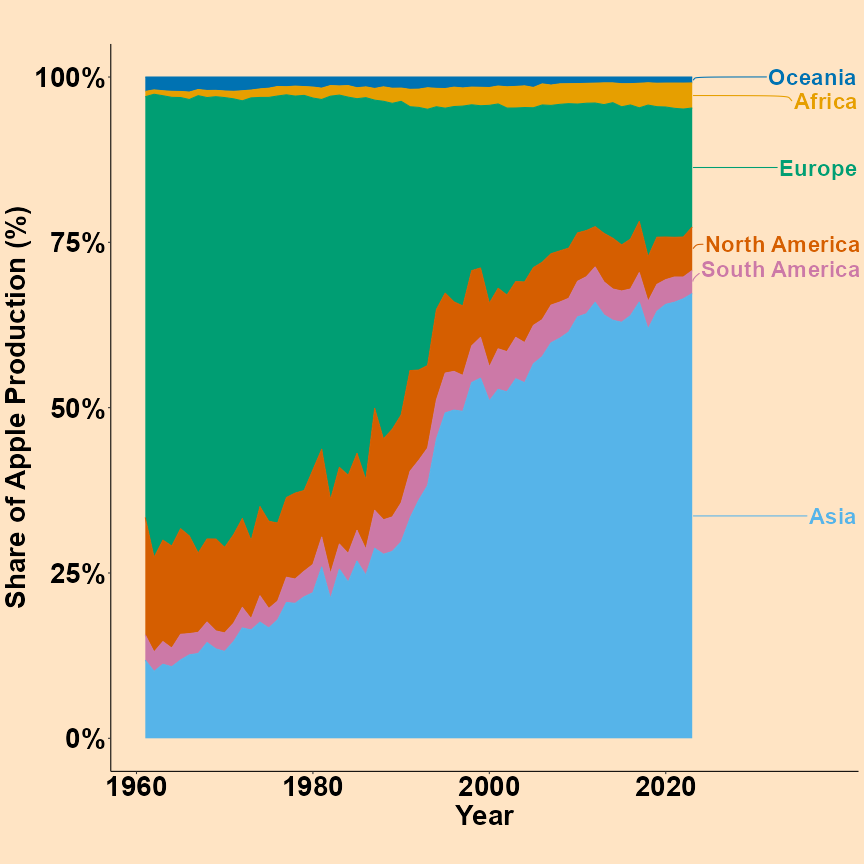 100%
75%
50%
25%
0%
Share of Apple Production (%)
Oceania
Africa
Europe
North America
South America
Asia
1960
1980
2000
2020
Year